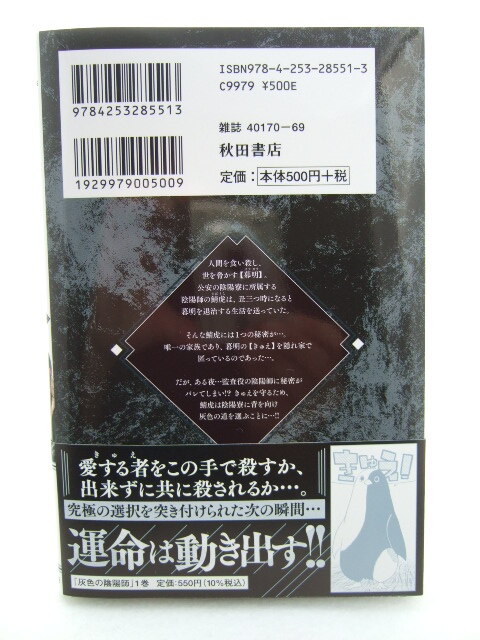 ISBN978-4-253-28551-3
C9979 ¥500E
9784253285513
雑誌 40170-69
秋田書店
定価：本体500円+税
1929979005009
人間を食い殺し、
世を脅かす【暮明】。
公安の陰陽寮に所属する
陰陽師の鯱虎は、丑三つ時になると
暮明を退治する生活を送っていた。
そんな鯱虎には1つの秘密が…。
唯一の家族であり、暮明の【きゅえ】を隠れ家で
匿っているのであった…。
だが、ある夜…監査役の陰陽師に秘密が
バレてしまい!? きゅえを守るため、
鯱虎は陰陽寮に背を向け
灰色の道を選ぶことに…!!
愛する者をこの手で殺すか、
出来ずに共に殺されるか…。
究極の選択を突き付けられた次の瞬間…
運命は動き出す!!
「灰色の陰陽師」1巻 定価：550円(10%税込)
きゅえ!